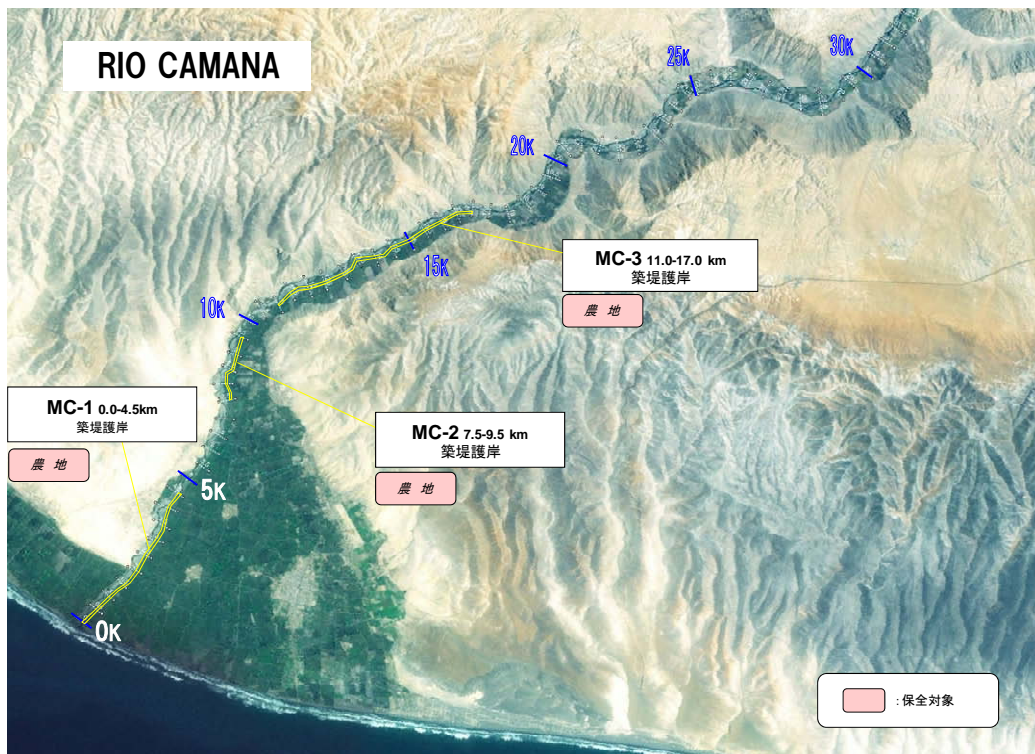 RIO CAMANA
30K
25K
20K
15K
MC-3 11.0-17.0 km
築堤護岸
農 地
10K
MC-1 0.0-4.5km
築堤護岸
農 地
MC-2 7.5-9.5 km
築堤護岸
農 地
5K
0K
:保全対象